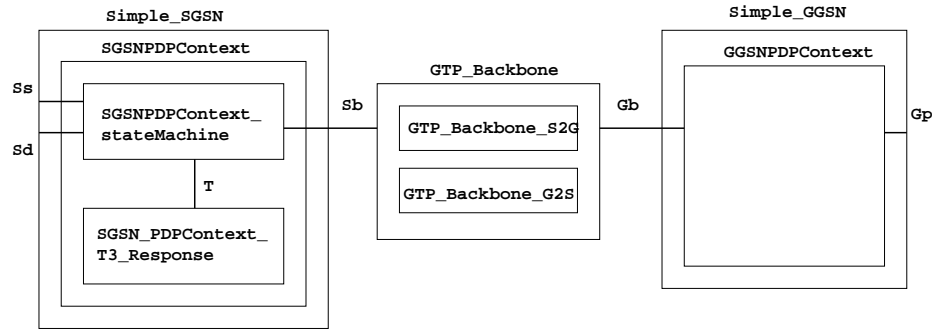 Simple_SGSN
SGSNPDPContext
Ss
Sd
SGSNPDPContext_
stateMachine
T
SGSN_PDPContext_
T3_Response
Sb
GTP_Backbone
GTP_Backbone_S2G
GTP_Backbone_G2S
Gb
Simple_GGSN
GGSNPDPContext
Gp